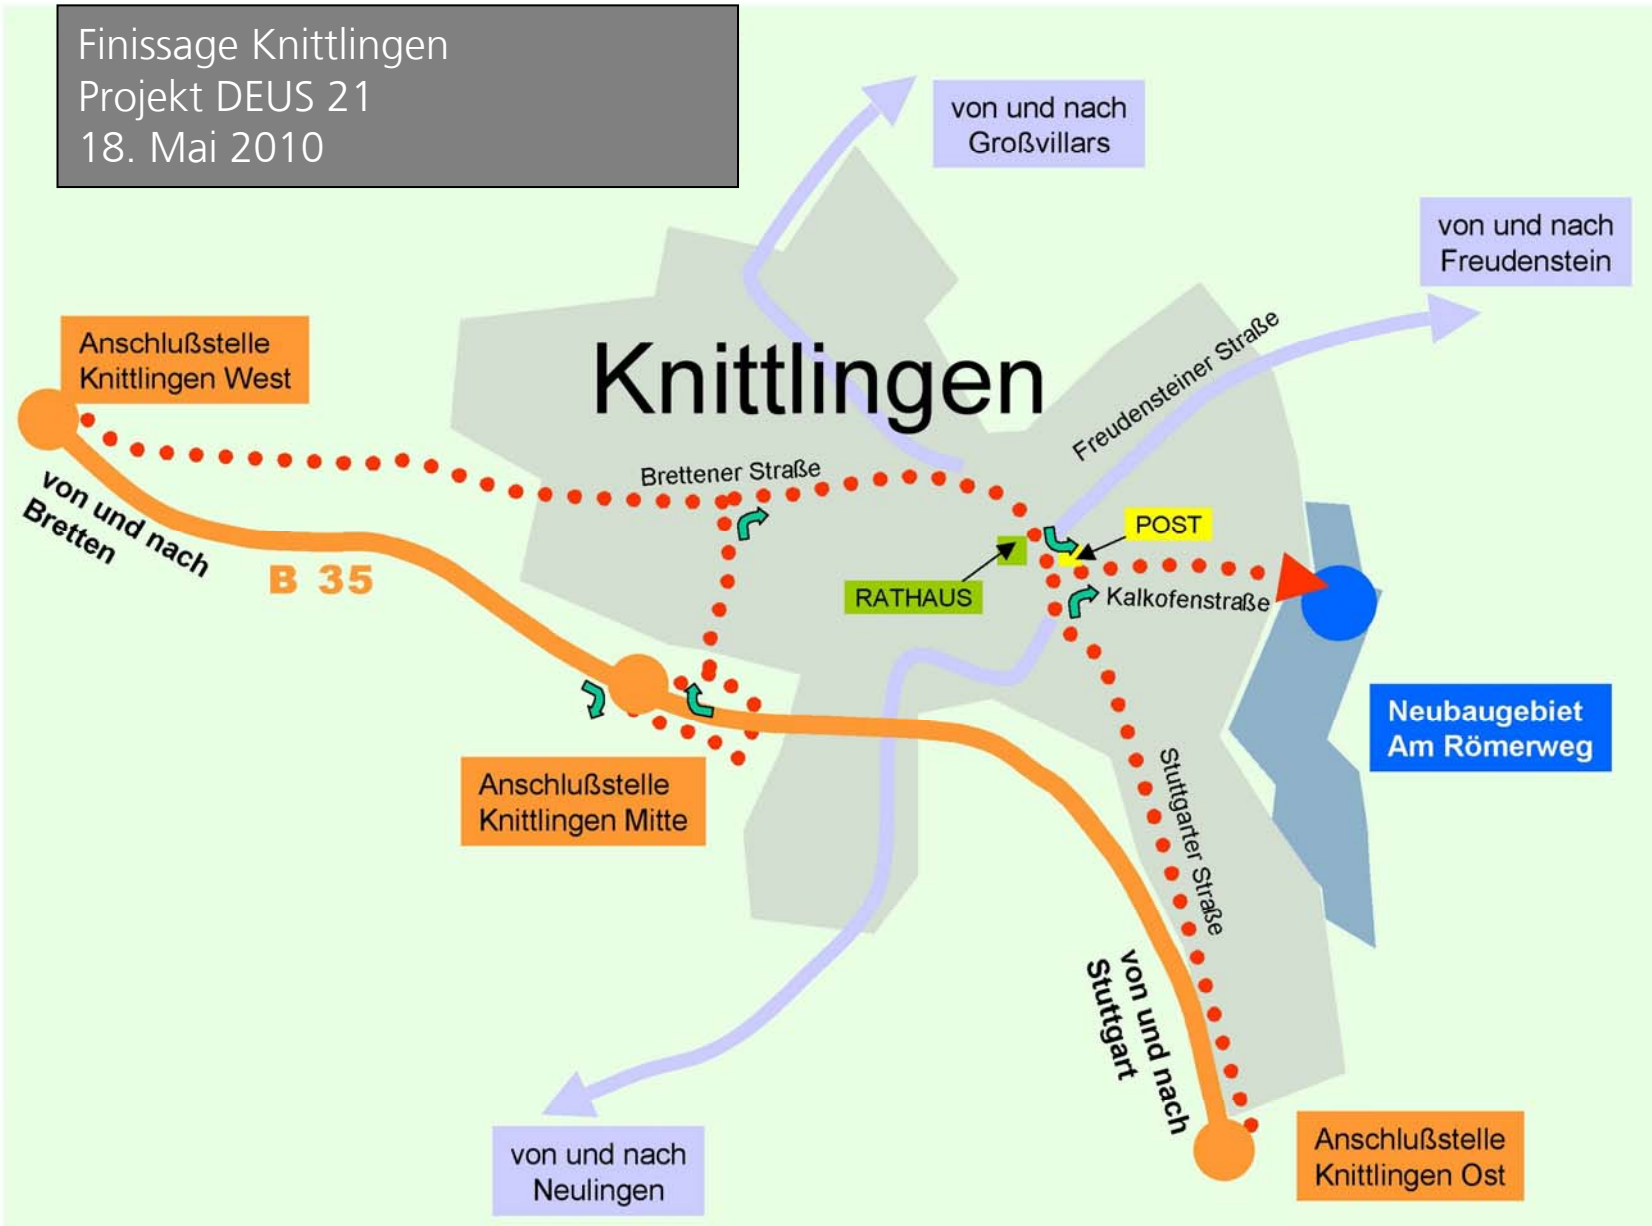 Finissage Knittlingen
Projekt DEUS 21
18. Mai 2010
von und nach
Großvillars
von und nach
Freudenstein
Anschlußstelle
Knittlingen West
Knittlingen
Freudensteiner Straße
Brettener Straße
von und nach
Bretten
B 35
POST
RATHAUS
Kalkofenstraße
Neubaugebiet
Am Römerweg
Anschlußstelle
Knittlingen Mitte
Stuttgarter Straße
von und nach
Stuttgart
von und nach
Neulingen
Anschlußstelle
Knittlingen Ost